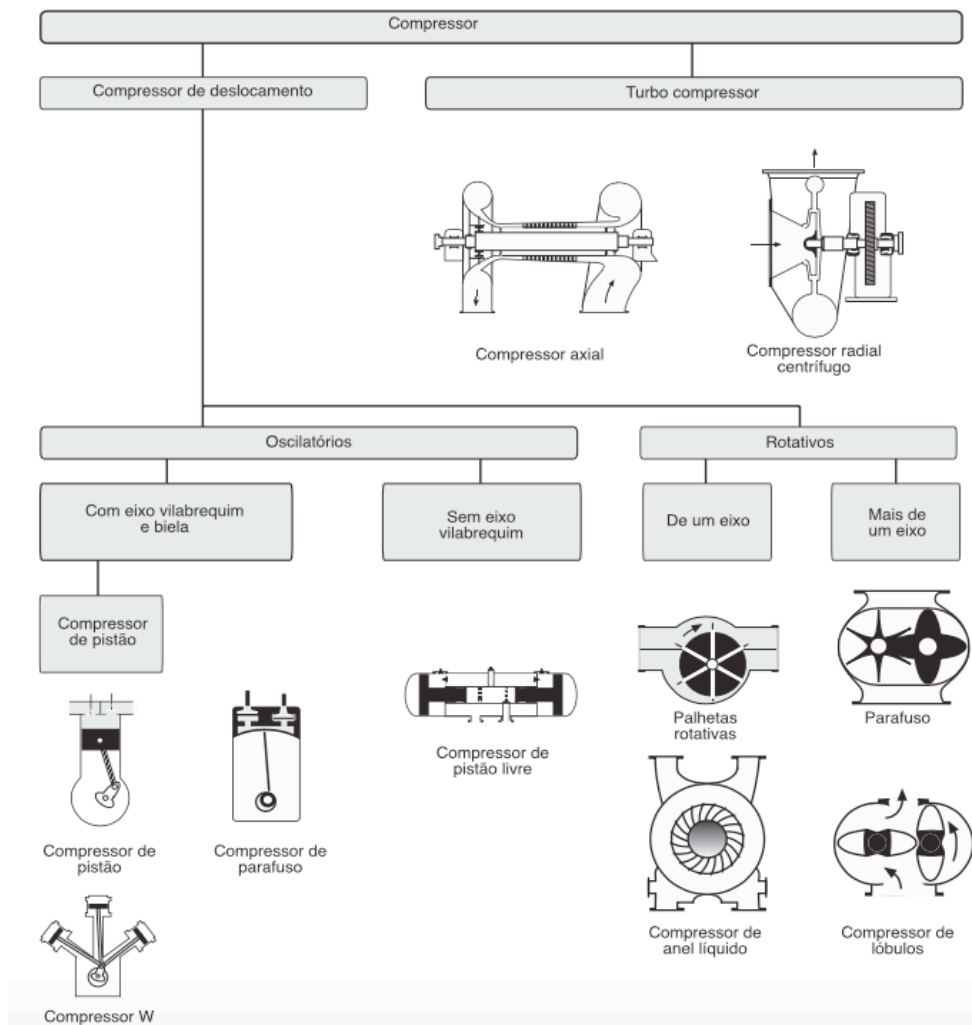 Compressor
Compressor de deslocamento
Turbo compressor
Compressor axial
Compressor radial
centrífugo
Oscilatórios
Rotativos
Com eixo vilabrequim
e biela
Sem eixo
vilabrequim
De um eixo
Mais de
um eixo
Compressor
de pistão
Palhetas
rotativas
Parafuso
Compressor de
pistão livre
Compressor de
pistão
Compressor de
parafuso
Compressor de
anel líquido
Compressor de
lóbulos
Compressor W